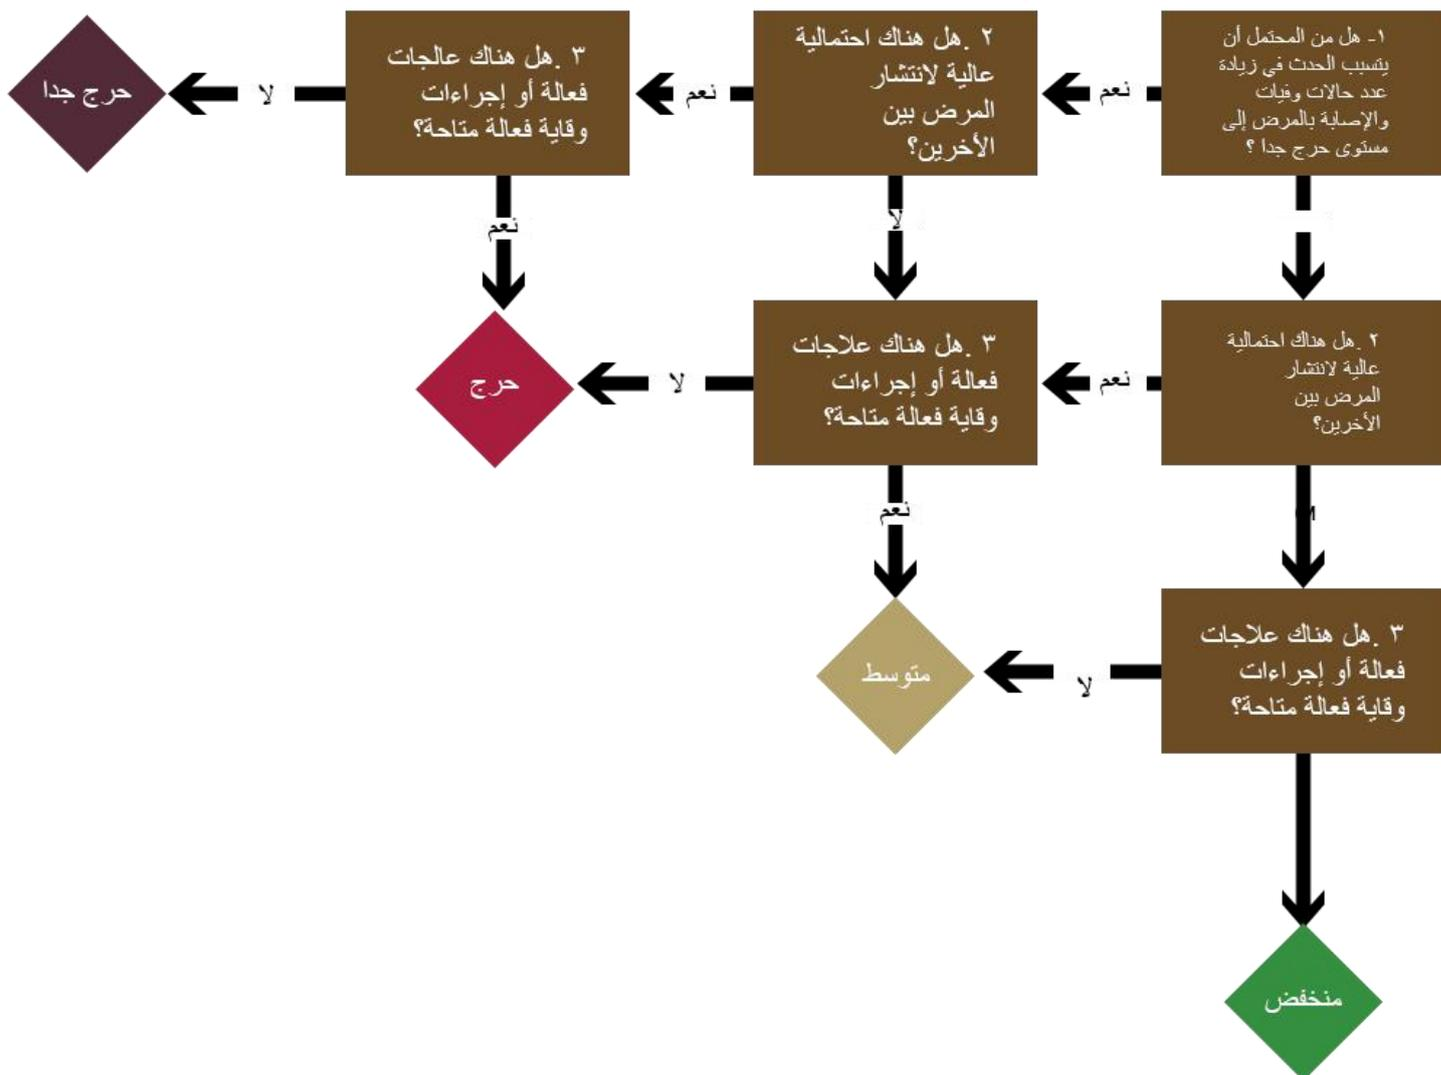 ١- هل من المحتمل أن
يتسبب الحدث في زيادة
عدد حالات وفيات
والإصابة بالمرض إلى
مستوى حرج جدا ؟
نعم
٢ .هل هناك احتمالية
عالية لانتشار
المرض بين
الأخرين؟
نعم
٣ .هل هناك عالجات
فعالة أو إجراءات
وقاية فعالة متاحة؟
لا
حرج جدا
لا
نعم
٢ .هل هناك احتمالية
عالية لانتشار
المرض بين
الأخرين؟
نعم
٣ .هل هناك علاجات
فعالة أو إجراءات
وقاية فعالة متاحة؟
لا
حرج
نعم
٣ .هل هناك علاجات
فعالة أو إجراءات
وقاية فعالة متاحة؟
لا
متوسط
منخفض